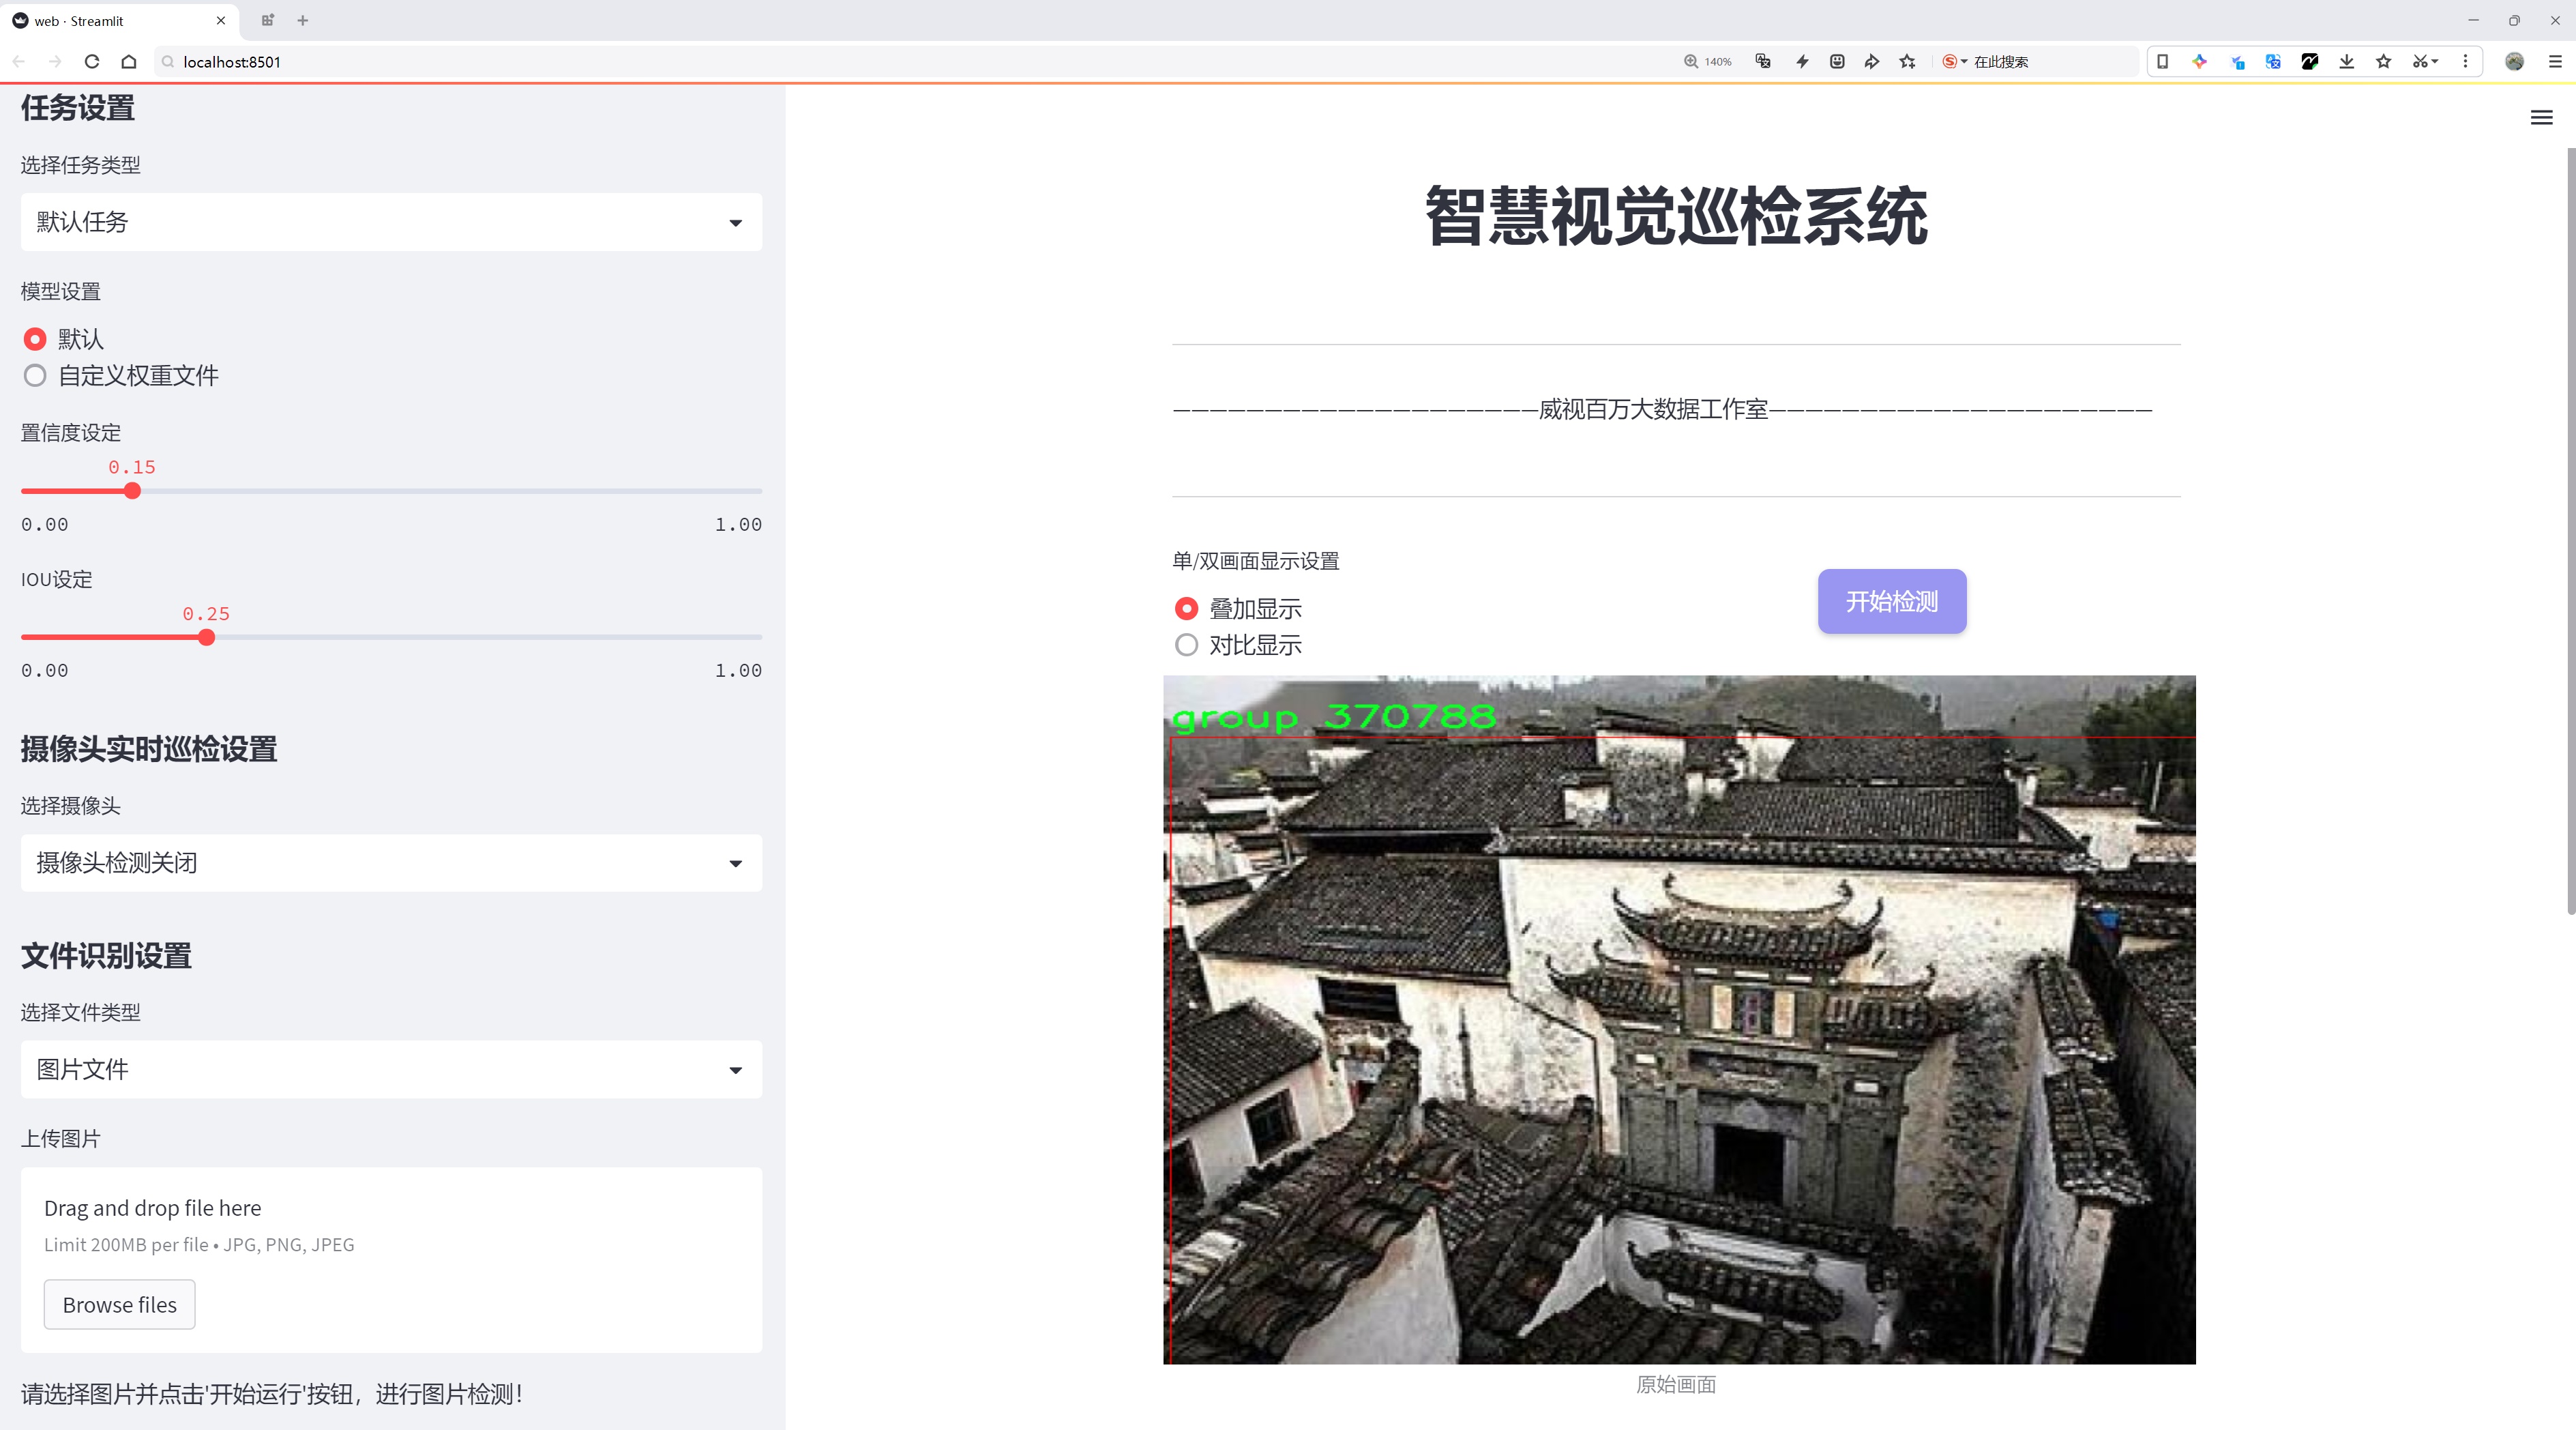 web · Streamlit
localhost:8501
140%
在此搜索
任务设置
选择任务类型
默认任务
模型设置
默认
自定义权重文件
置信度设定
0.15
0.00 1.00
IOU设定
0.25
0.00 1.00
摄像头实时巡检设置
选择摄像头
摄像头检测关闭
文件识别设置
选择文件类型
图片文件
上传图片
Drag and drop file here
Limit 200MB per file • JPG, PNG, JPEG
Browse files
请选择图片并点击'开始运行'按钮，进行图片检测！
智慧视觉巡检系统
————————————————————威视百万大数据工作室—————————————————————
单/双画面显示设置
叠加显示
对比显示
开始检测
group 370788
原始画面